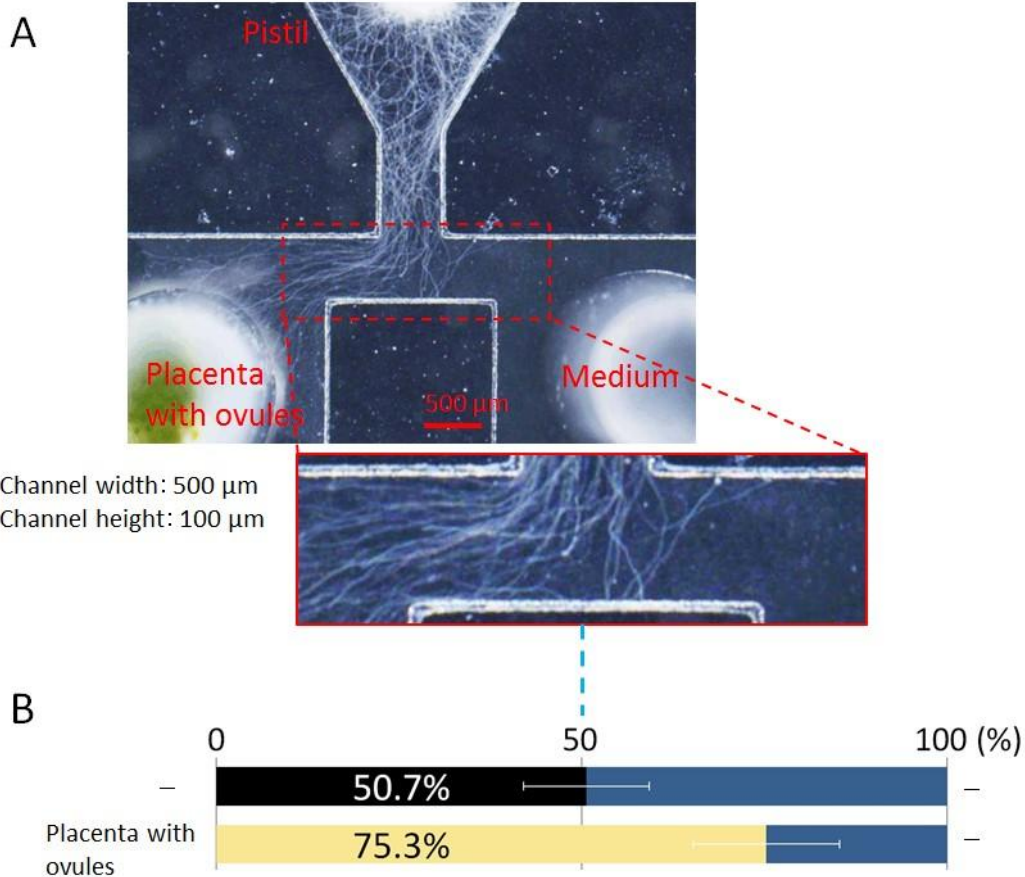 A
Pistil
Placenta
with ovules
Medium
500 μm
Channel width: 500 μm
Channel height: 100 μm
B
0 50 100 (%)
– 50.7% –
Placenta with
ovules
75.3% –